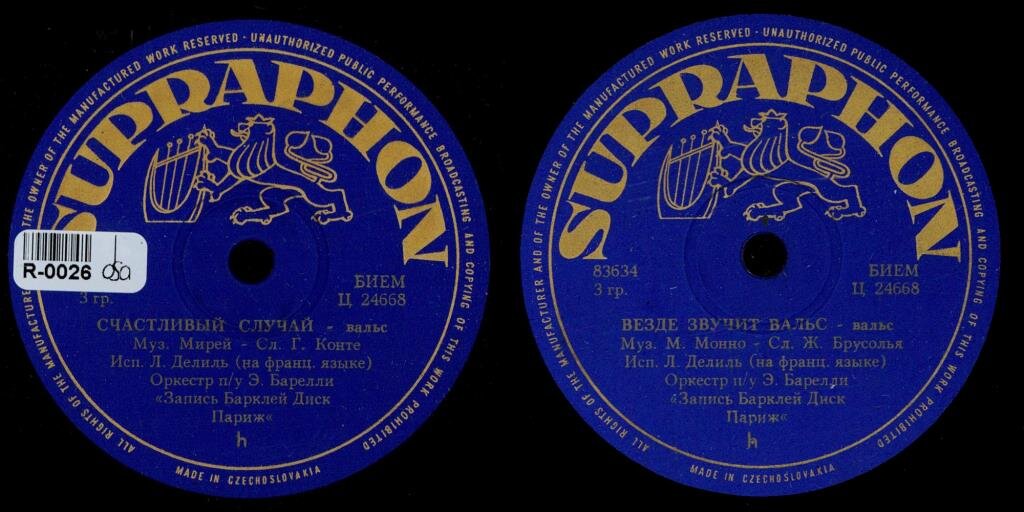 ALL RIGHTS OF THE MANUFACTURER AND OF THE OWNER OF THE MANUFACTURED WORK RESERVED · UNAUTHORIZED PUBLIC PERFORMANCE BROADCASTING AND COPYING OF THIS WORK PROHIBITED
SUPRAPHON
R-0026 dsa
БИЕМ
3 гр. Ц 24668
СЧАСТЛИВЫЙ СЛУЧАЙ - вальс
Муз. Мирей - Сл. Г. Конте
Исп. Л. Делиль (на франц. языке)
Оркестр п/у Э. Барелли
«Запись Барклей Диск
Париж«
h
MADE IN CZECHOSLOVAKIA
ALL RIGHTS OF THE MANUFACTURER AND OF THE OWNER OF THE MANUFACTURED WORK RESERVED · UNAUTHORIZED PUBLIC PERFORMANCE BROADCASTING AND COPYING OF THIS WORK PROHIBITED
SUPRAPHON
83634 БИЕМ
3 гр. Ц 24668
ВЕЗДЕ ЗВУЧИТ ВАЛЬС - вальс
Муз. М. Монно - Сл. Ж. Брусолья
Исп. Л. Делиль (на франц. языке)
Оркестр п/у Э. Барелли
«Запись Барклей Диск
Париж«
h
MADE IN CZECHOSLOVAKIA